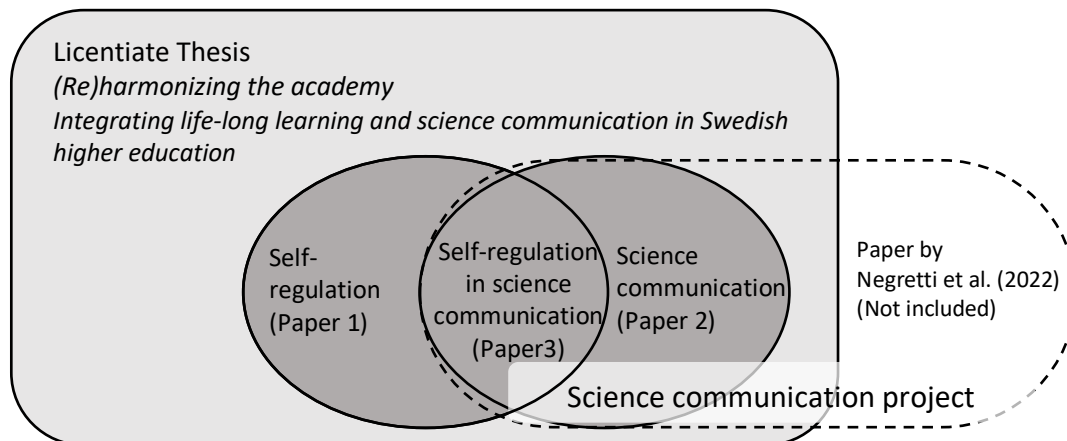 Licentiate Thesis
(Re)harmonizing the academy
Integrating life-long learning and science communication in Swedish
higher education
Self-
regulation
(Paper 1)
Self-regulation
in science
communication
(Paper3)
Science
communication
(Paper 2)
Paper by
Negretti et al. (2022)
(Not included)
Science communication project